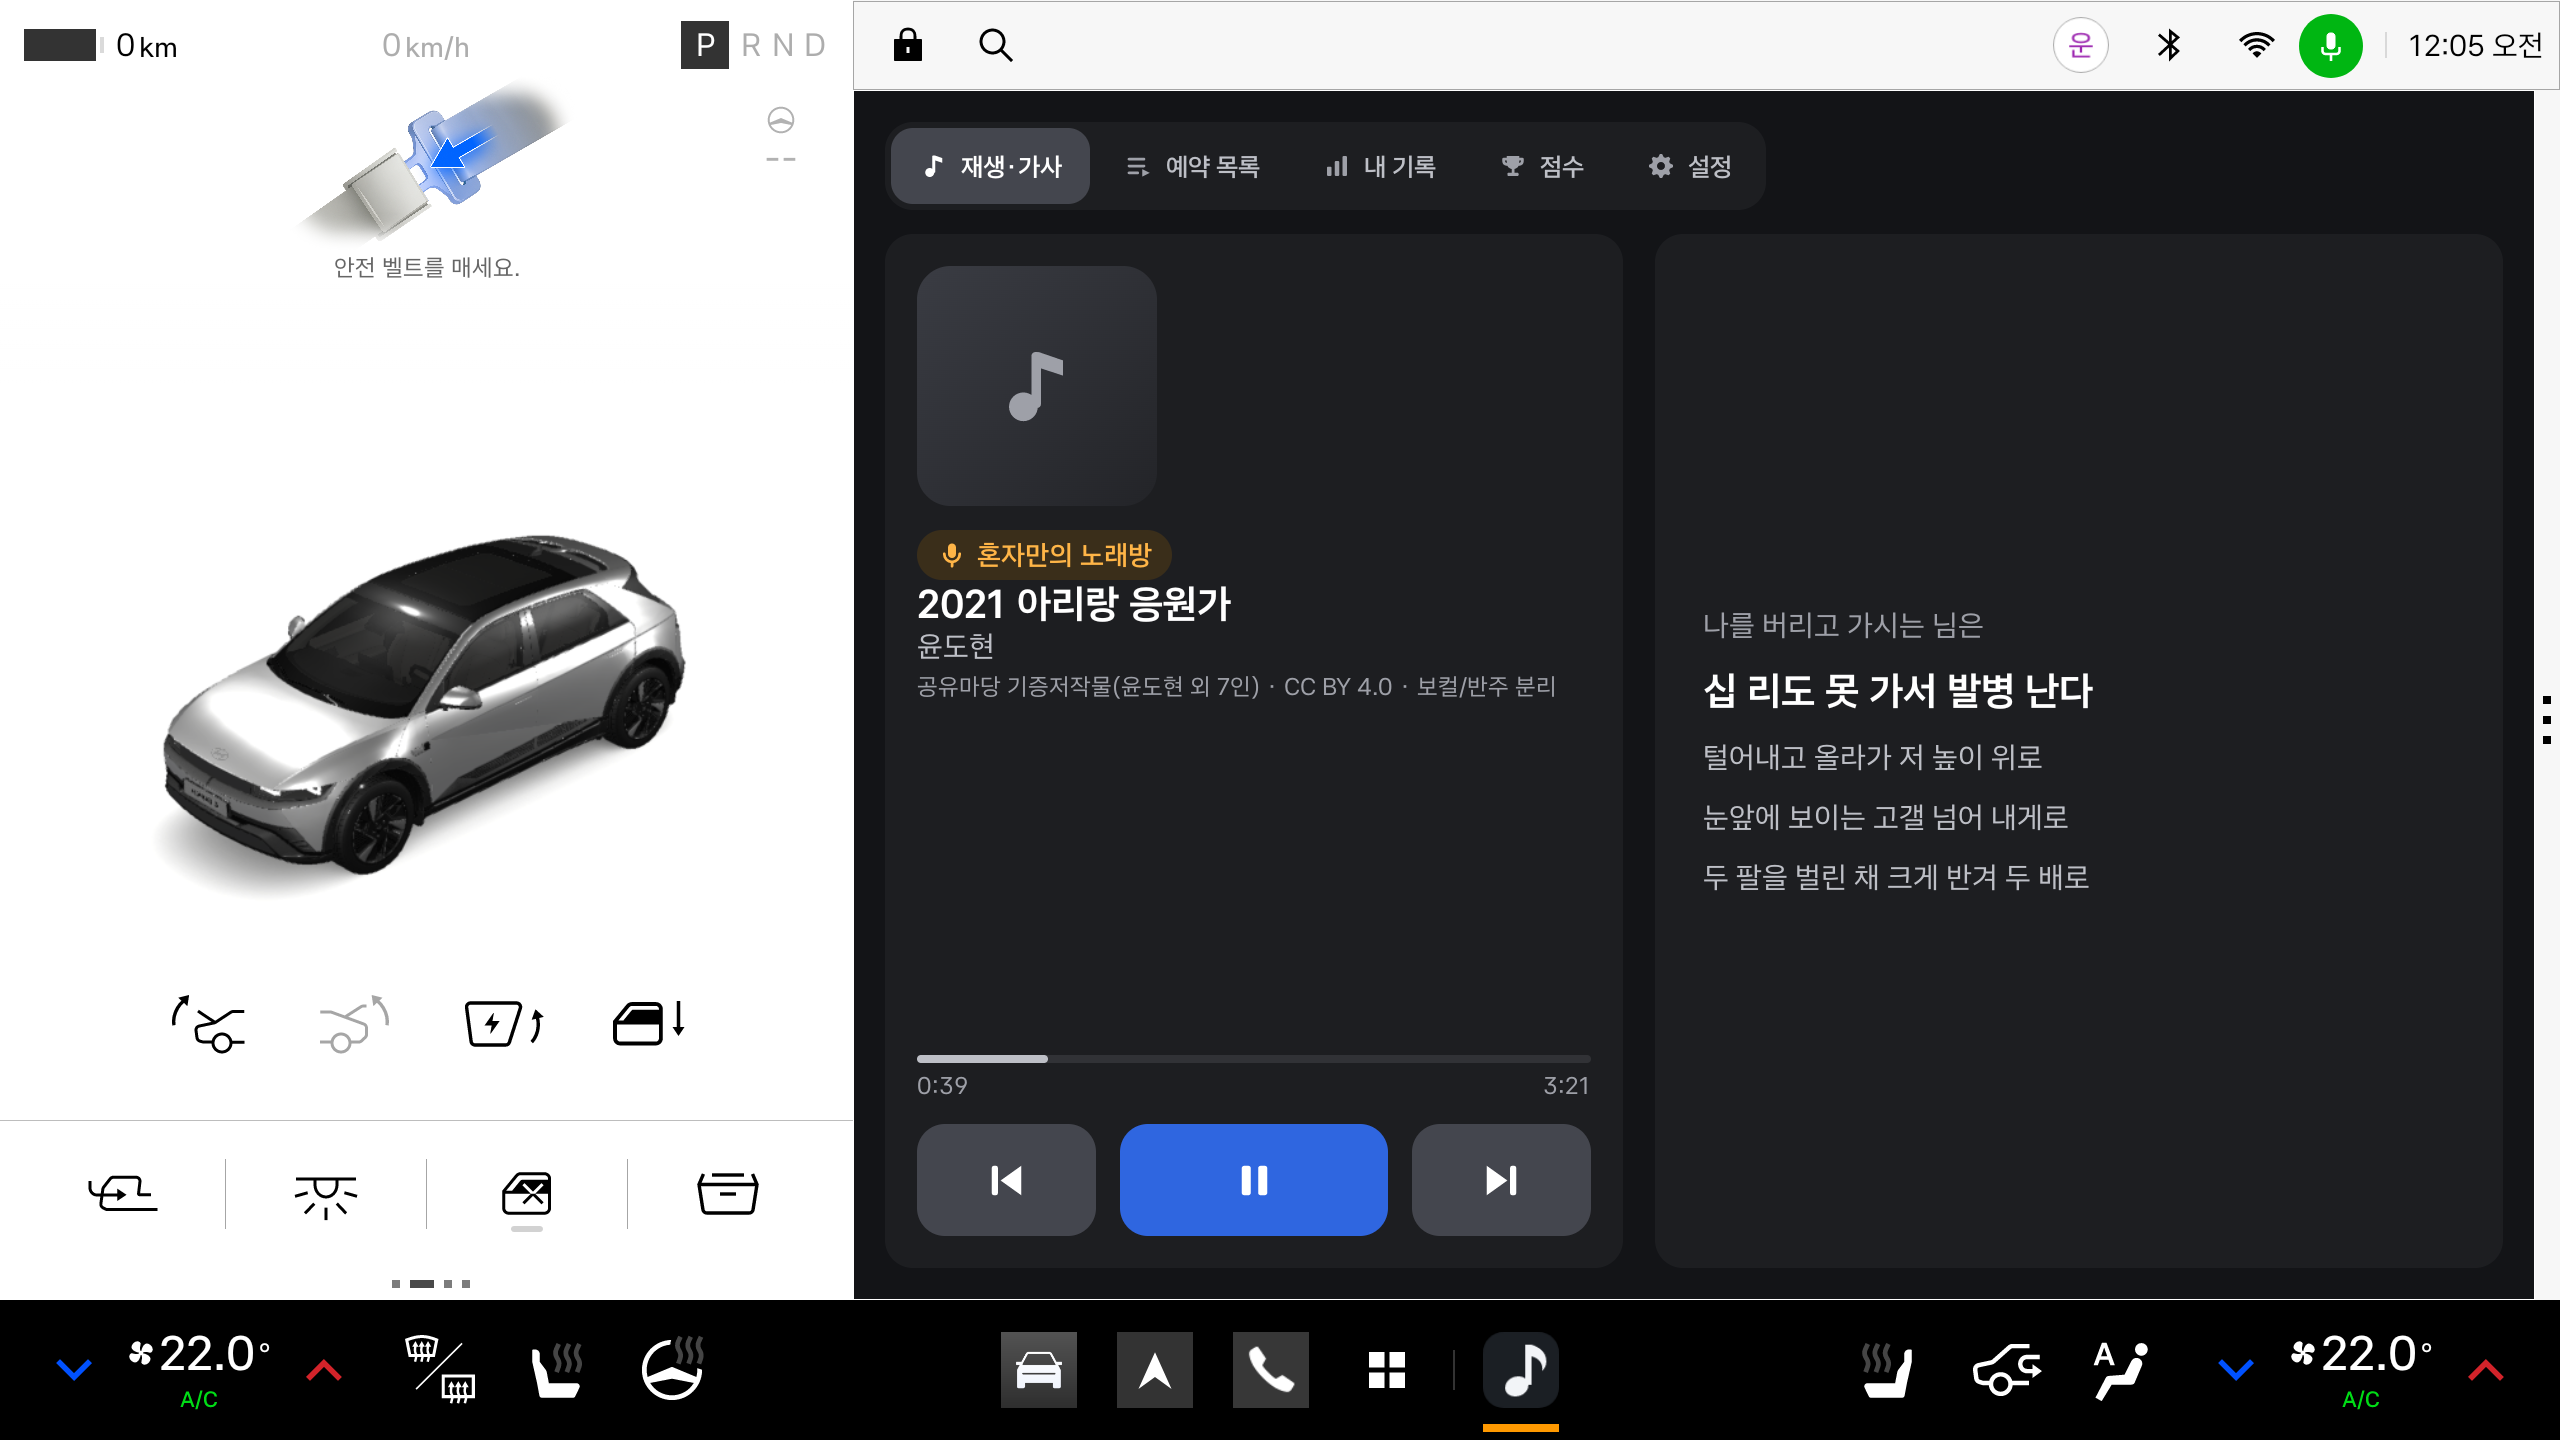 0 km
0 km/h
P R N D
운
12:05 오전
안전 벨트를 매세요.
재생·가사
예약 목록
내 기록
점수
설정
혼자만의 노래방
2021 아리랑 응원가
윤도현
공유마당 기증저작물(윤도현 외 7인) · CC BY 4.0 · 보컬/반주 분리
0:39
3:21
나를 버리고 가시는 님은
십 리도 못 가서 발병 난다
털어내고 올라가 저 높이 위로
눈앞에 보이는 고갤 넘어 내게로
두 팔을 벌린 채 크게 반겨 두 배로
22.0°
A/C
A
22.0°
A/C